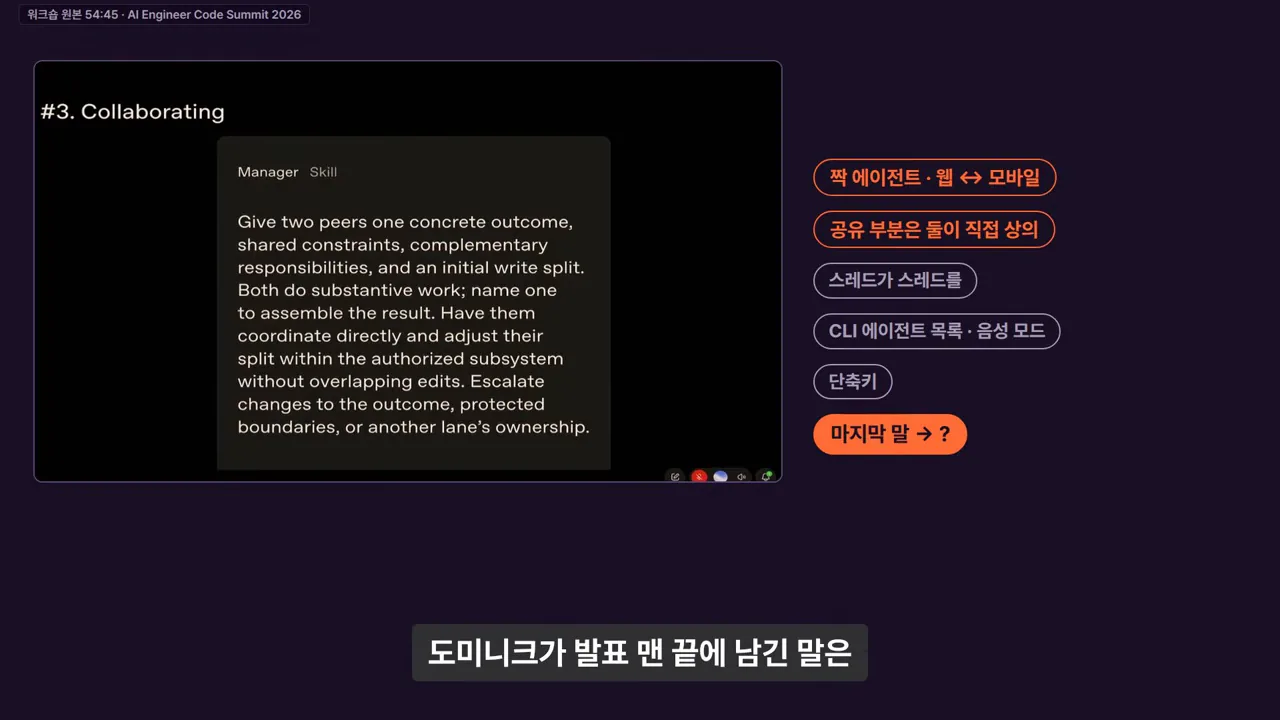 워크숍 원본 54:45 · AI Engineer Code Summit 2026
#3. Collaborating
Manager Skill
Give two peers one concrete outcome,
shared constraints, complementary
responsibilities, and an initial write split.
Both do substantive work; name one
to assemble the result. Have them
coordinate directly and adjust their
split within the authorized subsystem
without overlapping edits. Escalate
changes to the outcome, protected
boundaries, or another lane's ownership.
짝 에이전트 · 웹 ↔ 모바일
공유 부분은 둘이 직접 상의
스레드가 스레드를
CLI 에이전트 목록 · 음성 모드
단축키
마지막 말 → ?
도미니크가 발표 맨 끝에 남긴 말은